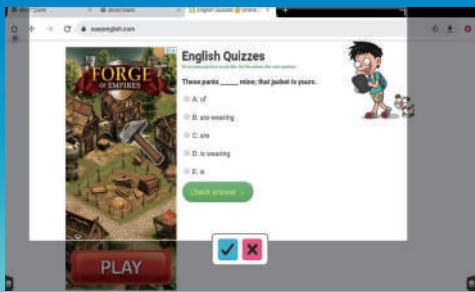 English Quizzes
FORGE
OF EMPIRES
These pants _____ mine; that jacket is yours.
A: of
B: are wearing
C: are
D: is wearing
E: is
Check answer →
PLAY